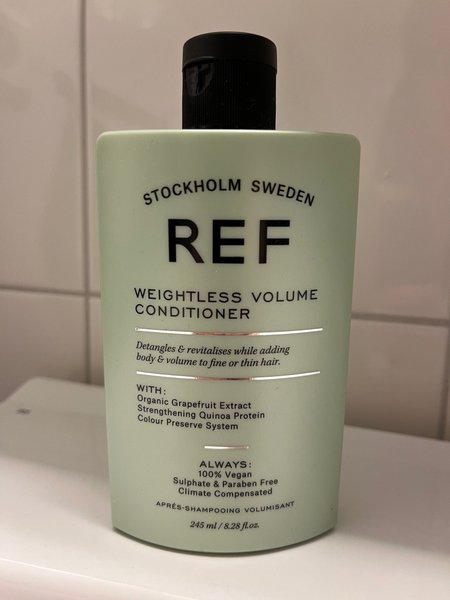 STOCKHOLM SWEDEN
REF
WEIGHTLESS VOLUME
CONDITIONER
Detangles & revitalises while adding
body & volume to fine or thin hair.
WITH:
Organic Grapefruit Extract
Strengthening Quinoa Protein
Colour Preserve System
ALWAYS:
100% Vegan
Sulphate & Paraben Free
Climate Compensated
APRÈS-SHAMPOOING VOLUMISANT
245 ml / 8.28 fl.oz.